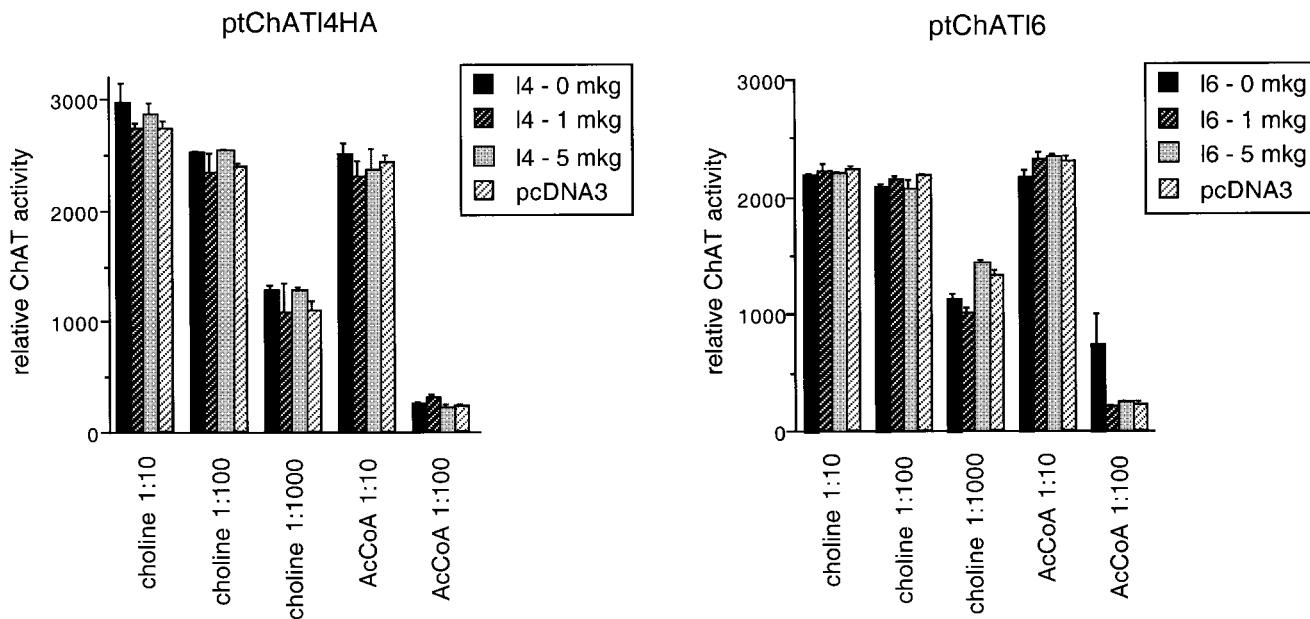 ptChATI4HA
relative ChAT activity
3000
2000
1000
0
I4 - 0 mkg
I4 - 1 mkg
I4 - 5 mkg
pcDNA3
choline 1:10
choline 1:100
choline 1:1000
AcCoA 1:10
AcCoA 1:100
ptChATI6
relative ChAT activity
3000
2000
1000
0
I6 - 0 mkg
I6 - 1 mkg
I6 - 5 mkg
pcDNA3
choline 1:10
choline 1:100
choline 1:1000
AcCoA 1:10
AcCoA 1:100